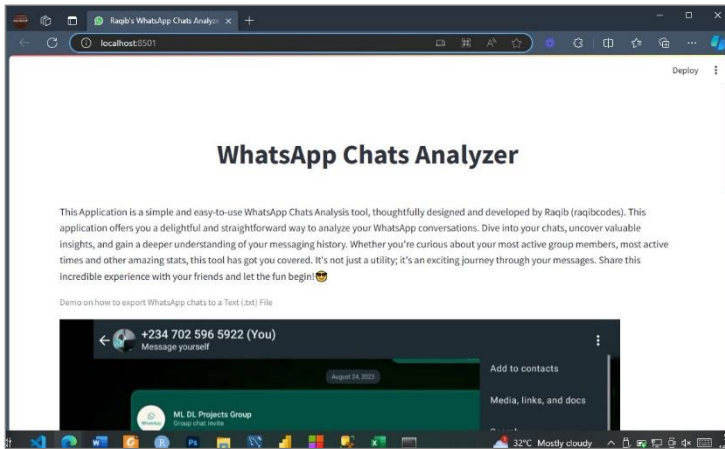 Raqib's WhatsApp Chats Analyze
localhost:8501
Deploy
WhatsApp Chats Analyzer
This Application is a simple and easy-to-use WhatsApp Chats Analysis tool, thoughtfully designed and developed by Raqib (raqibcodes). This
application offers you a delightful and straightforward way to analyze your WhatsApp conversations. Dive into your chats, uncover valuable
insights, and gain a deeper understanding of your messaging history. Whether you're curious about your most active group members, most active
times and other amazing stats, this tool has got you covered. It's not just a utility; it's an exciting journey through your messages. Share this
incredible experience with your friends and let the fun begin!😎
Demo on how to export WhatsApp chats to a Text (.txt) File
+234 702 596 5922 (You)
Message yourself
Add to contacts
August 24, 2023
Media, links, and docs
ML DL Projects Group
Group chat invite
WhatsApp
32°C Mostly cloudy